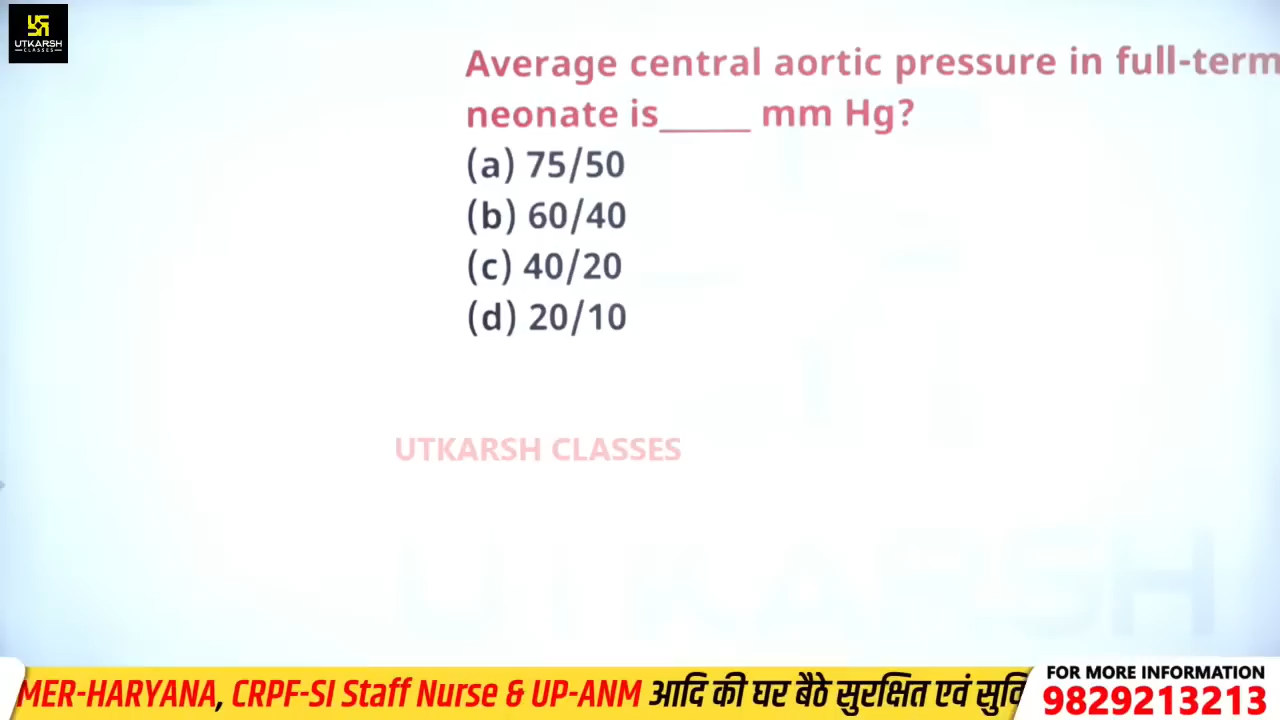 UTKARSH
CLASSES
Average central aortic pressure in full-term
neonate is_____ mm Hg?
(a) 75/50
(b) 60/40
(c) 40/20
(d) 20/10
UTKARSH CLASSES
UTKARSH
MER-HARYANA, CRPF-SI Staff Nurse & UP-ANM आदि की घर बैठे सुरक्षित एवं
FOR MORE INFORMATION
9829213213